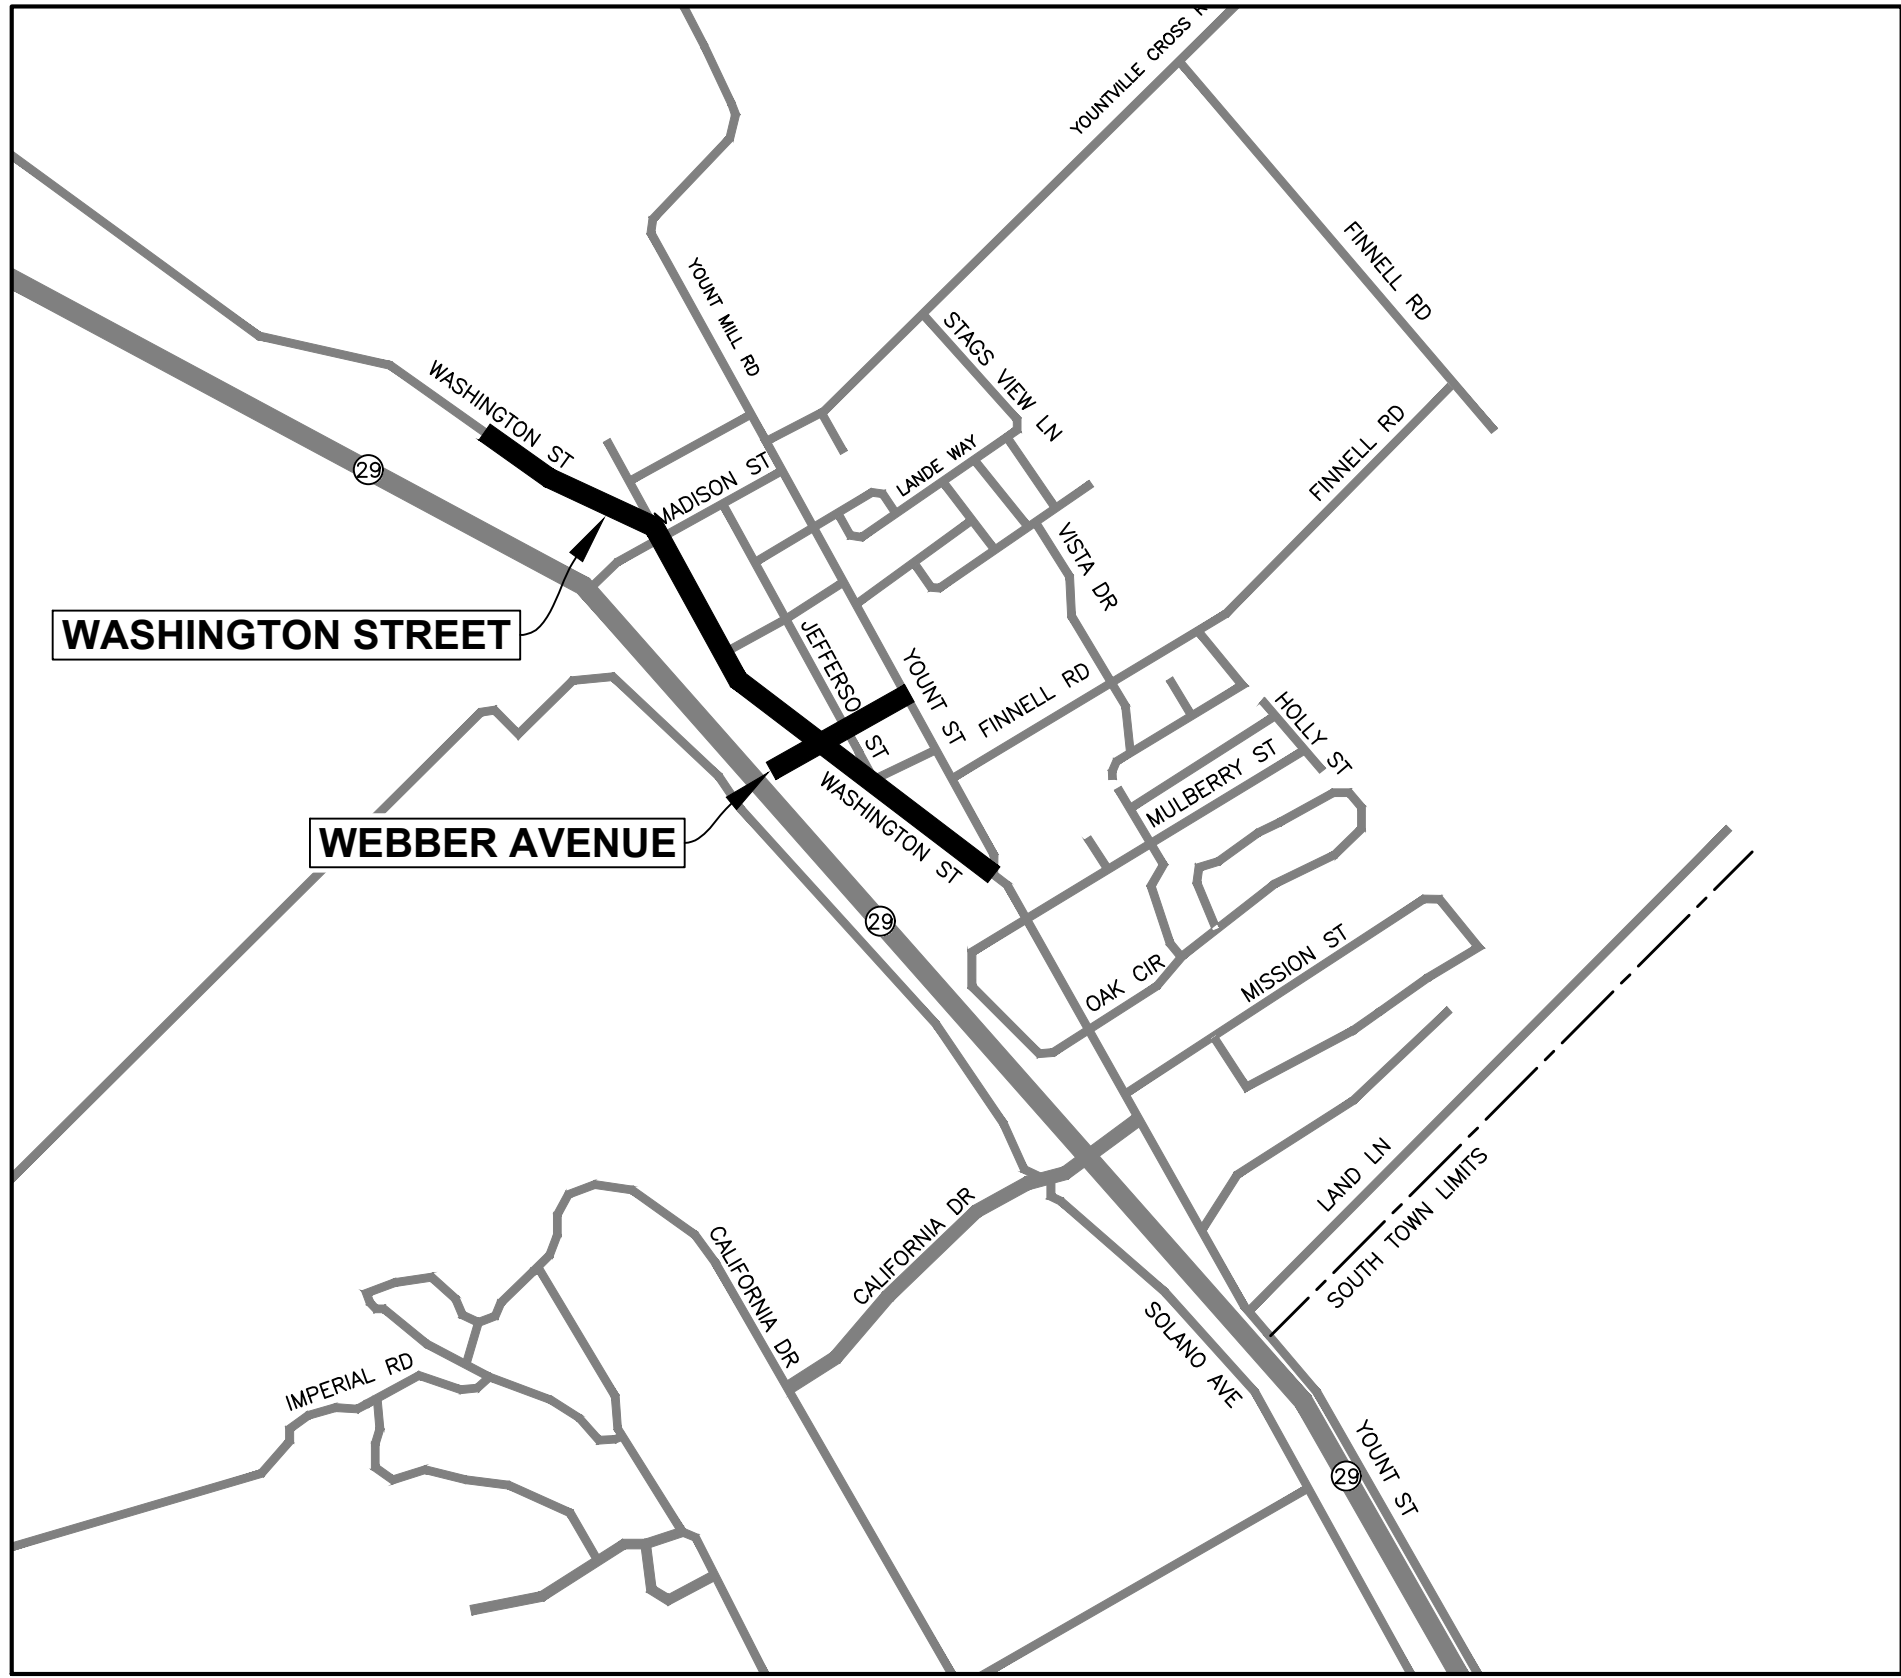 YOUNTVILLE CROSS
FINNELL RD
YOUNT MILL RD
STAGS VIEW LN
WASHINGTON ST
29
MADISON ST
LANDE WAY
FINNELL RD
VISTA DR
WASHINGTON STREET
JEFFERSO
ST
YOUNT ST
FINNELL RD
HOLLY ST
MULBERRY ST
WASHINGTON ST
WEBBER AVENUE
29
OAK CIR
MISSION ST
LAND LN
SOUTH TOWN LIMITS
CALIFORNIA DR
CALIFORNIA DR
SOLANO AVE
IMPERIAL RD
YOUNT ST
29